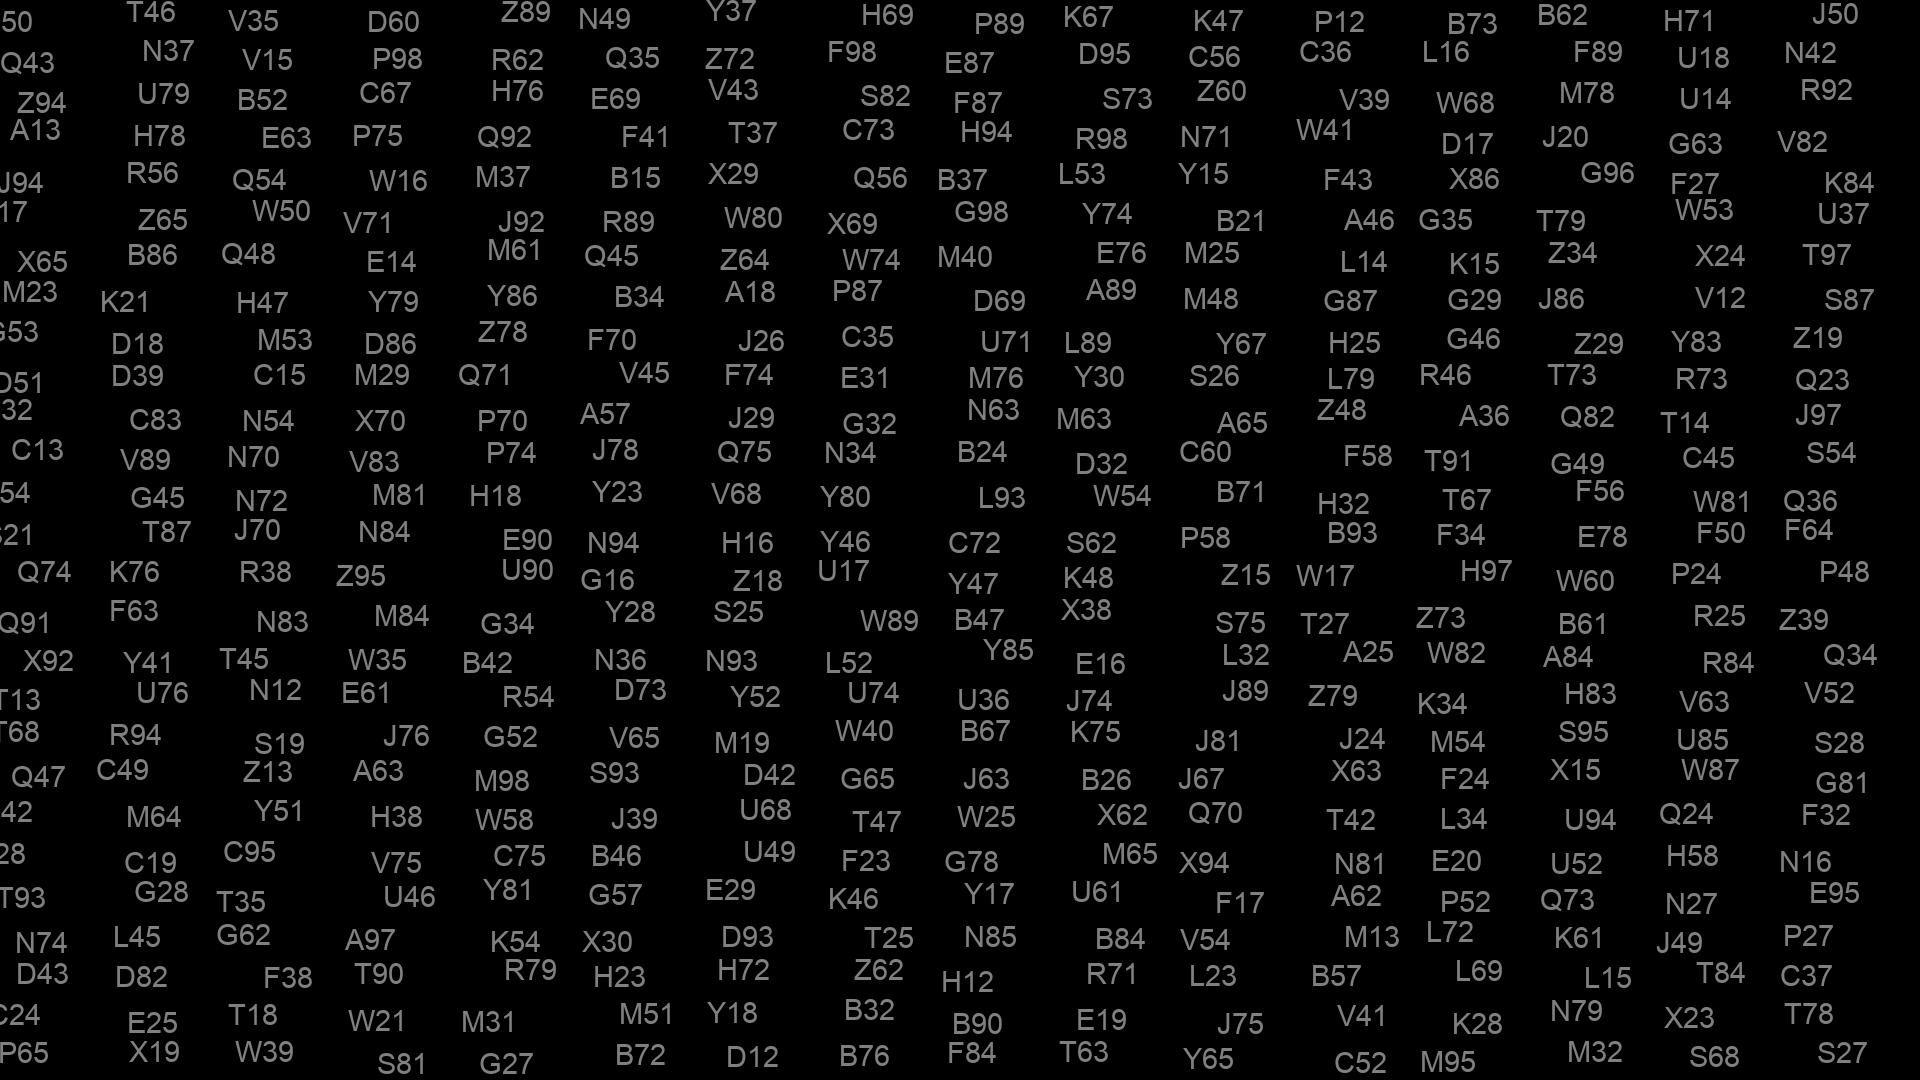 50 T46 V35 D60 Z89 N49 Y37 H69 P89 K67 K47 P12 B73 B62 H71 J50
Q43 N37 V15 P98 R62 Q35 Z72 F98 E87 D95 C56 C36 L16 F89 U18 N42
Z94 U79 B52 C67 H76 E69 V43 S82 F87 S73 Z60 V39 W68 M78 U14 R92
A13 H78 E63 P75 Q92 F41 T37 C73 H94 R98 N71 W41 D17 J20 G63 V82
J94 R56 Q54 W16 M37 B15 X29 Q56 B37 L53 Y15 F43 X86 G96 F27 K84
17 Z65 W50 V71 J92 R89 W80 X69 G98 Y74 B21 A46 G35 T79 W53 U37
X65 B86 Q48 E14 M61 Q45 Z64 W74 M40 E76 M25 L14 K15 Z34 X24 T97
M23 K21 H47 Y79 Y86 B34 A18 P87 D69 A89 M48 G87 G29 J86 V12 S87
G53 D18 M53 D86 Z78 F70 J26 C35 U71 L89 Y67 H25 G46 Z29 Y83 Z19
D51 D39 C15 M29 Q71 V45 F74 E31 M76 Y30 S26 L79 R46 T73 R73 Q23
32 C83 N54 X70 P70 A57 J29 G32 N63 M63 A65 Z48 A36 Q82 T14 J97
C13 V89 N70 V83 P74 J78 Q75 N34 B24 D32 C60 F58 T91 G49 C45 S54
54 G45 N72 M81 H18 Y23 V68 Y80 L93 W54 B71 H32 T67 F56 W81 Q36
S21 T87 J70 N84 E90 N94 H16 Y46 C72 S62 P58 B93 F34 E78 F50 F64
Q74 K76 R38 Z95 U90 G16 Z18 U17 Y47 K48 Z15 W17 H97 W60 P24 P48
Q91 F63 N83 M84 G34 Y28 S25 W89 B47 X38 S75 T27 Z73 B61 R25 Z39
X92 Y41 T45 W35 B42 N36 N93 L52 Y85 E16 L32 A25 W82 A84 R84 Q34
T13 U76 N12 E61 R54 D73 Y52 U74 U36 J74 J89 Z79 K34 H83 V63 V52
T68 R94 S19 J76 G52 V65 M19 W40 B67 K75 J81 J24 M54 S95 U85 S28
Q47 C49 Z13 A63 M98 S93 D42 G65 J63 B26 J67 X63 F24 X15 W87 G81
42 M64 Y51 H38 W58 J39 U68 T47 W25 X62 Q70 T42 L34 U94 Q24 F32
28 C19 C95 V75 C75 B46 U49 F23 G78 M65 X94 N81 E20 U52 H58 N16
T93 G28 T35 U46 Y81 G57 E29 K46 Y17 U61 F17 A62 P52 Q73 N27 E95
N74 L45 G62 A97 K54 X30 D93 T25 N85 B84 V54 M13 L72 K61 J49 P27
D43 D82 F38 T90 R79 H23 H72 Z62 H12 R71 L23 B57 L69 L15 T84 C37
C24 E25 T18 W21 M31 M51 Y18 B32 B90 E19 J75 V41 K28 N79 X23 T78
P65 X19 W39 S81 G27 B72 D12 B76 F84 T63 Y65 C52 M95 M32 S68 S27